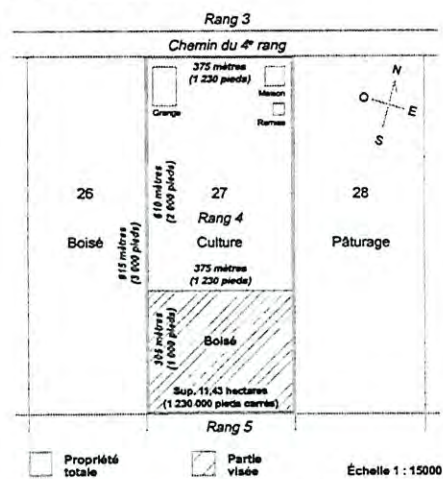 Rang 3
Chemin du 4e rang
375 mètres
(1 230 pieds)
Grange
Maison
Remise
N
O
E
S
26
Boisé
915 mètres
(3 000 pieds)
610 mètres
(2 000 pieds)
27
Rang 4
Culture
28
Pâturage
375 mètres
(1 230 pieds)
305 mètres
(1 000 pieds)
Boisé
Sup. 11,43 hectares
(1 230 000 pieds carrés)
Rang 5
Propriété
totale
Partie
visée
Échelle 1 : 15000